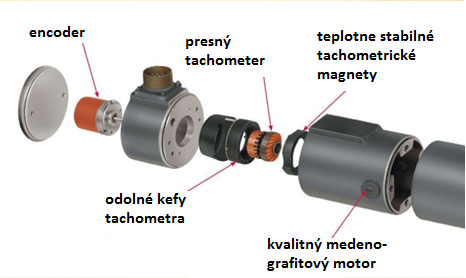 encoder
presný
tachometer
teplotne stabilné
tachometrické
magnety
odolné kefy
tachometra
kvalitný medeno-
grafitový motor